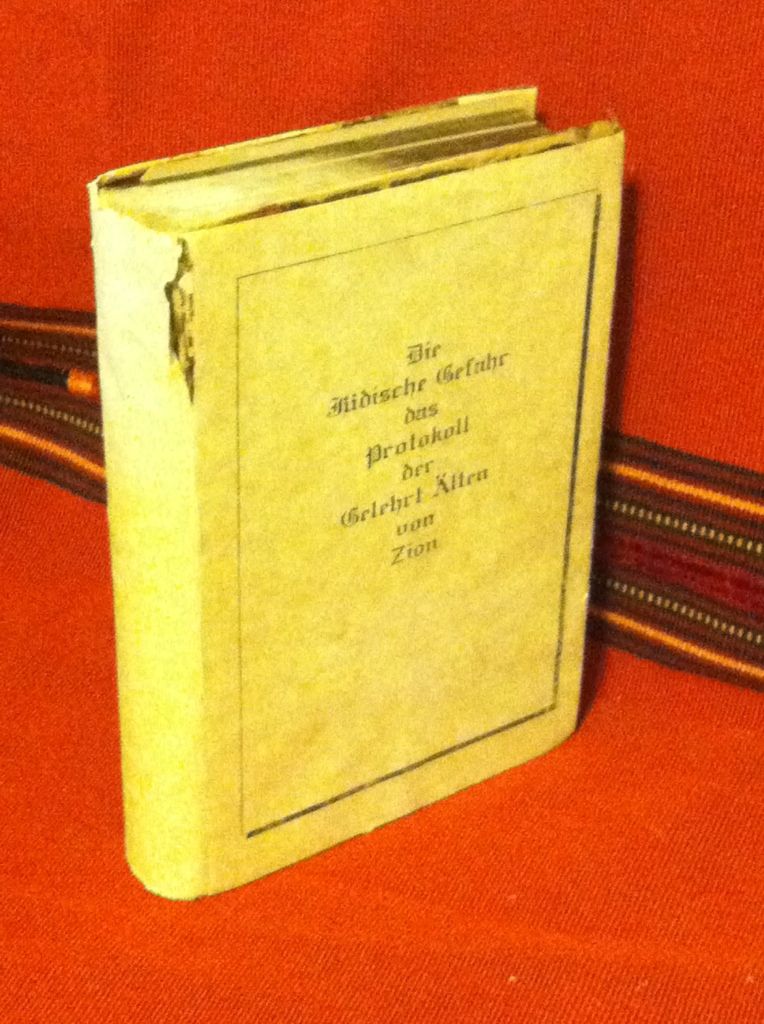 Die
Jüdische Gefahr
das
Protokoll
der
Gelehrt Älten
von
Zion